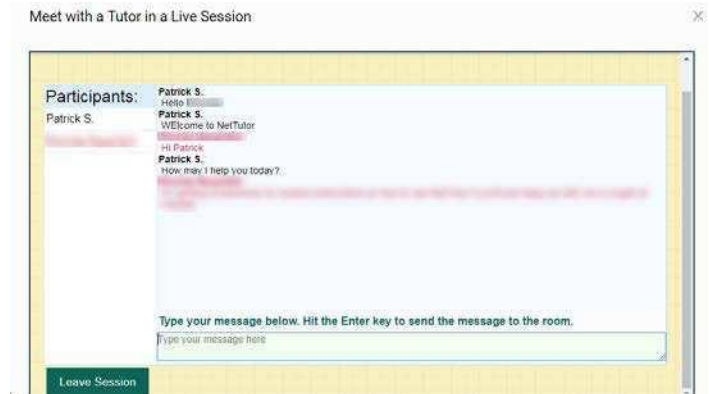 Meet with a Tutor in a Live Session
Participants:
Patrick S.
Patrick S.
Hello
Patrick S.
WElcome to NetTutor
Hi Patrick
Patrick S.
How may I help you today?
Type your message below. Hit the Enter key to send the message to the room.
Type your message here
Leave Session